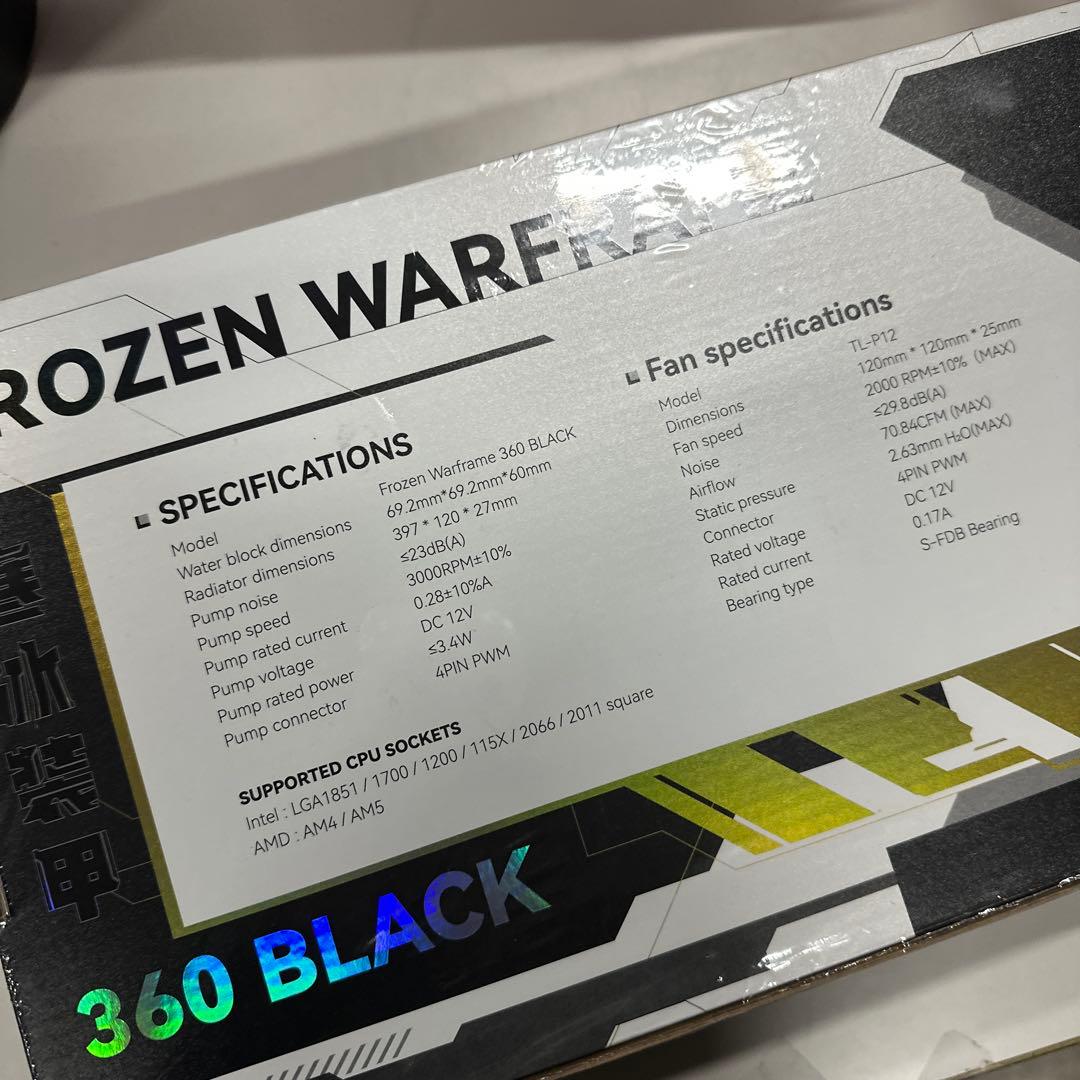 ROZEN WARFRAME
SPECIFICATIONS
Model Frozen Warframe 360 BLACK
Water block dimensions 69.2mm*69.2mm*60mm
Radiator dimensions 397 * 120 * 27mm
Pump noise ≤23dB(A)
Pump speed 3000RPM±10%
Pump rated current 0.28±10%A
Pump voltage DC 12V
Pump rated power ≤3.4W
Pump connector 4PIN PWM
Fan specifications
Model TL-P12
Dimensions 120mm * 120mm * 25mm
Fan speed 2000 RPM±10% (MAX)
Noise ≤29.8dB(A)
Airflow 70.84CFM (MAX)
Static pressure 2.63mm H₂O(MAX)
Connector 4PIN PWM
Rated voltage DC 12V
Rated current 0.17A
Bearing type S-FDB Bearing
SUPPORTED CPU SOCKETS
Intel : LGA1851 / 1700 / 1200 / 115X / 2066 / 2011 square
AMD : AM4 / AM5
冰装甲
360 BLACK